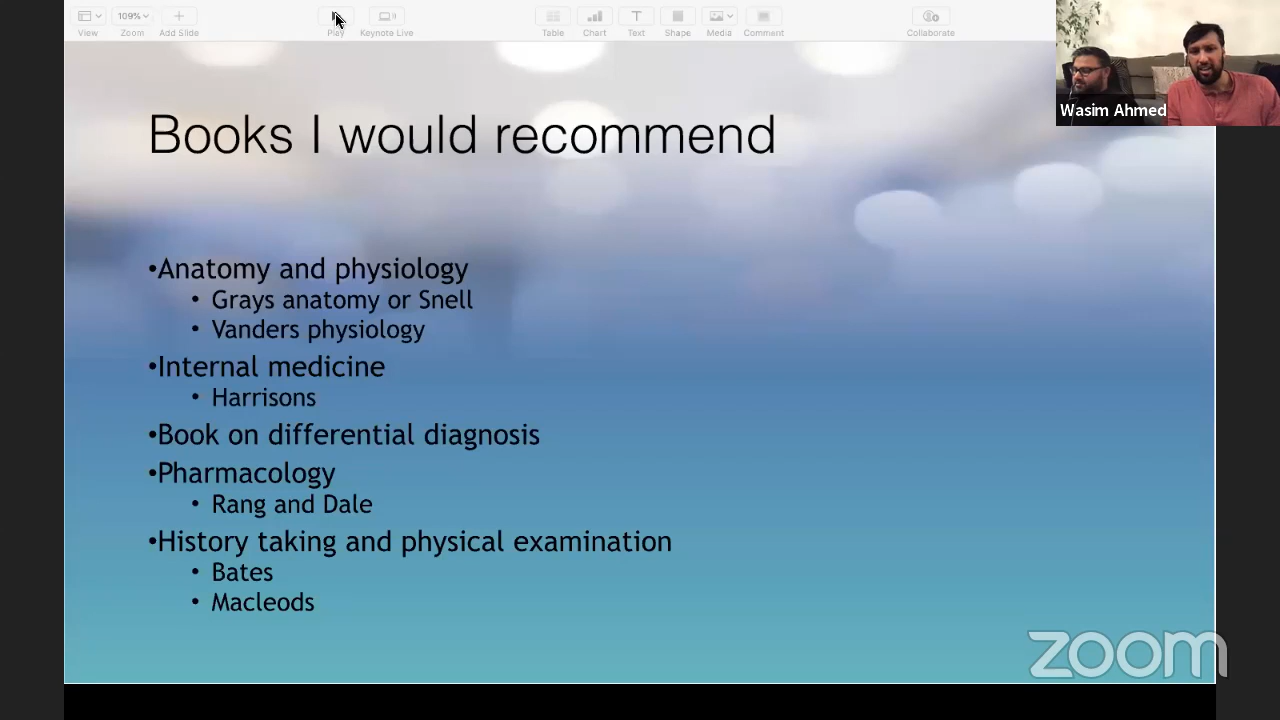 109%
View
Zoom
Add Slide
Play
Keynote Live
Table
Chart
Text
Shape
Media
Comment
Collaborate
Wasim Ahmed
Books I would recommend
•Anatomy and physiology
• Grays anatomy or Snell
• Vanders physiology
•Internal medicine
• Harrisons
•Book on differential diagnosis
•Pharmacology
• Rang and Dale
•History taking and physical examination
• Bates
• Macleods
zoom